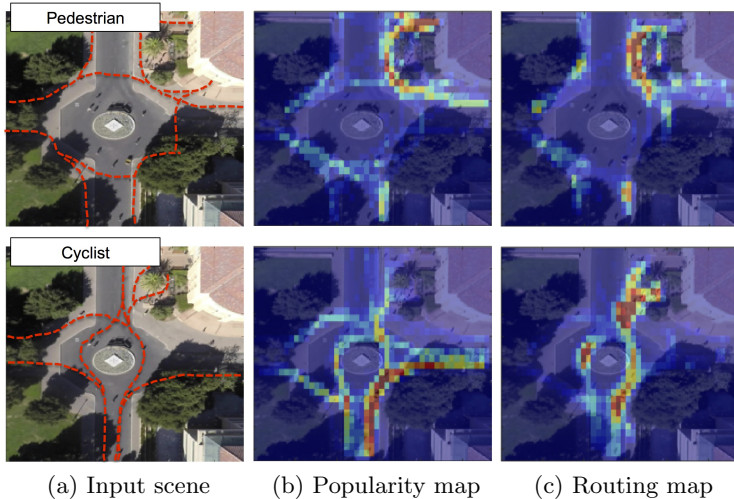 Pedestrian
Cyclist
(a) Input scene
(b) Popularity map
(c) Routing map